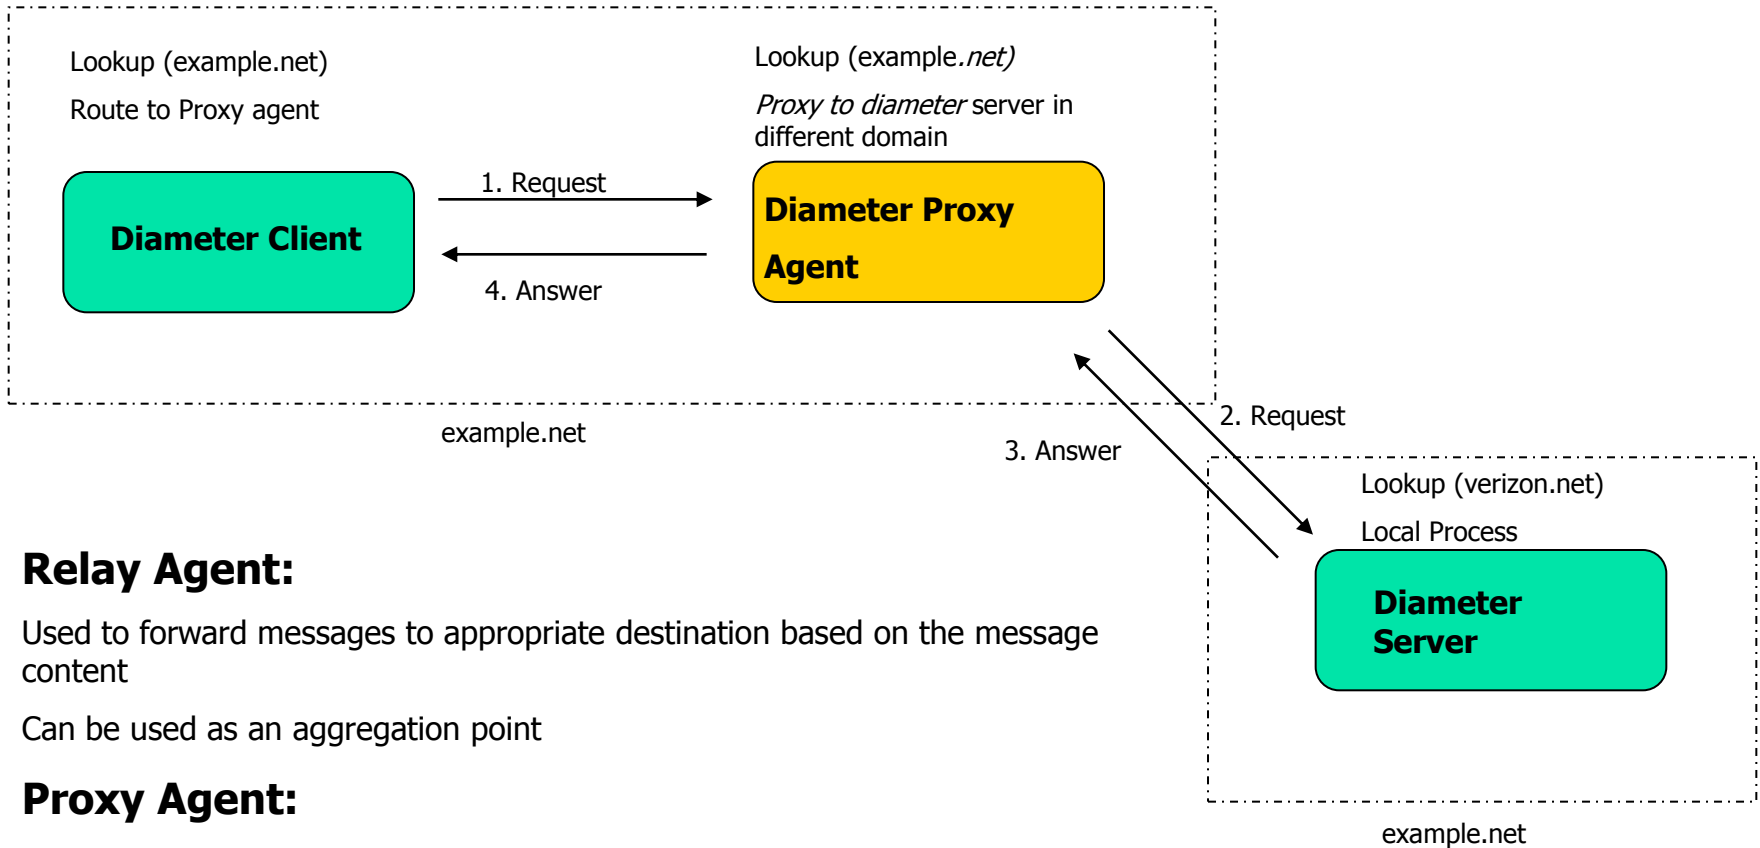 Lookup (example.net)
Route to Proxy agent
Lookup (example.net)
Proxy to diameter server in
different domain
Diameter Client
1. Request
4. Answer
Diameter Proxy
Agent
example.net
2. Request
3. Answer
Lookup (verizon.net)
Local Process
Diameter
Server
example.net
Relay Agent:
Used to forward messages to appropriate destination based on the message
content
Can be used as an aggregation point
Proxy Agent: